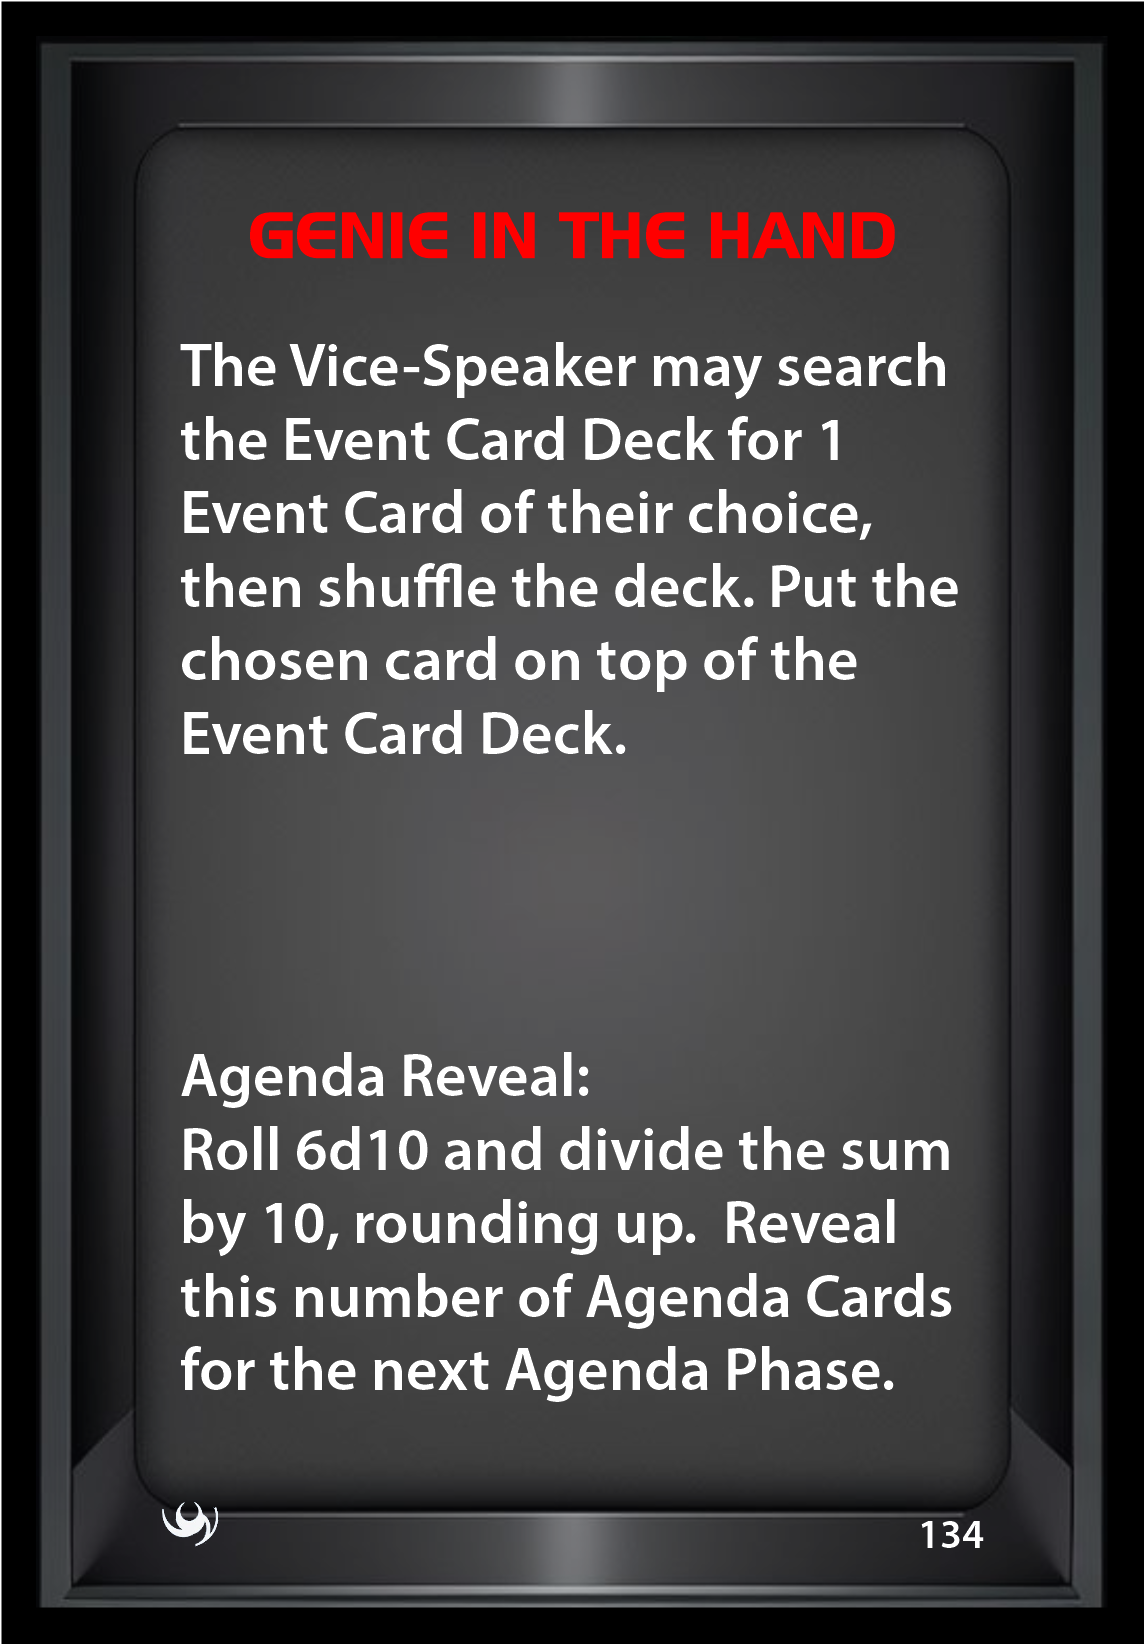 GENIE IN THE HAND
The Vice-Speaker may search
the Event Card Deck for 1
Event Card of their choice,
then shuffle the deck. Put the
chosen card on top of the
Event Card Deck.
Agenda Reveal:
Roll 6d10 and divide the sum
by 10, rounding up.  Reveal
this number of Agenda Cards
for the next Agenda Phase.
134